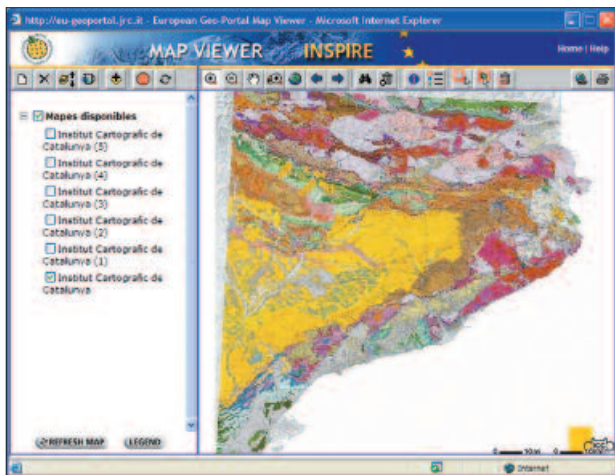 http://eu-geoportal.jrc.it - European Geo-Portal Map Viewer - Microsoft Internet Explorer
MAP VIEWER INSPIRE
Home | Help
Mapes disponibles
Institut Cartografic de
Catalunya (5)
Institut Cartografic de
Catalunya (4)
Institut Cartografic de
Catalunya (3)
Institut Cartografic de
Catalunya (2)
Institut Cartografic de
Catalunya (1)
Institut Cartografic de
Catalunya
REFRESH MAP LEGEND
Internet